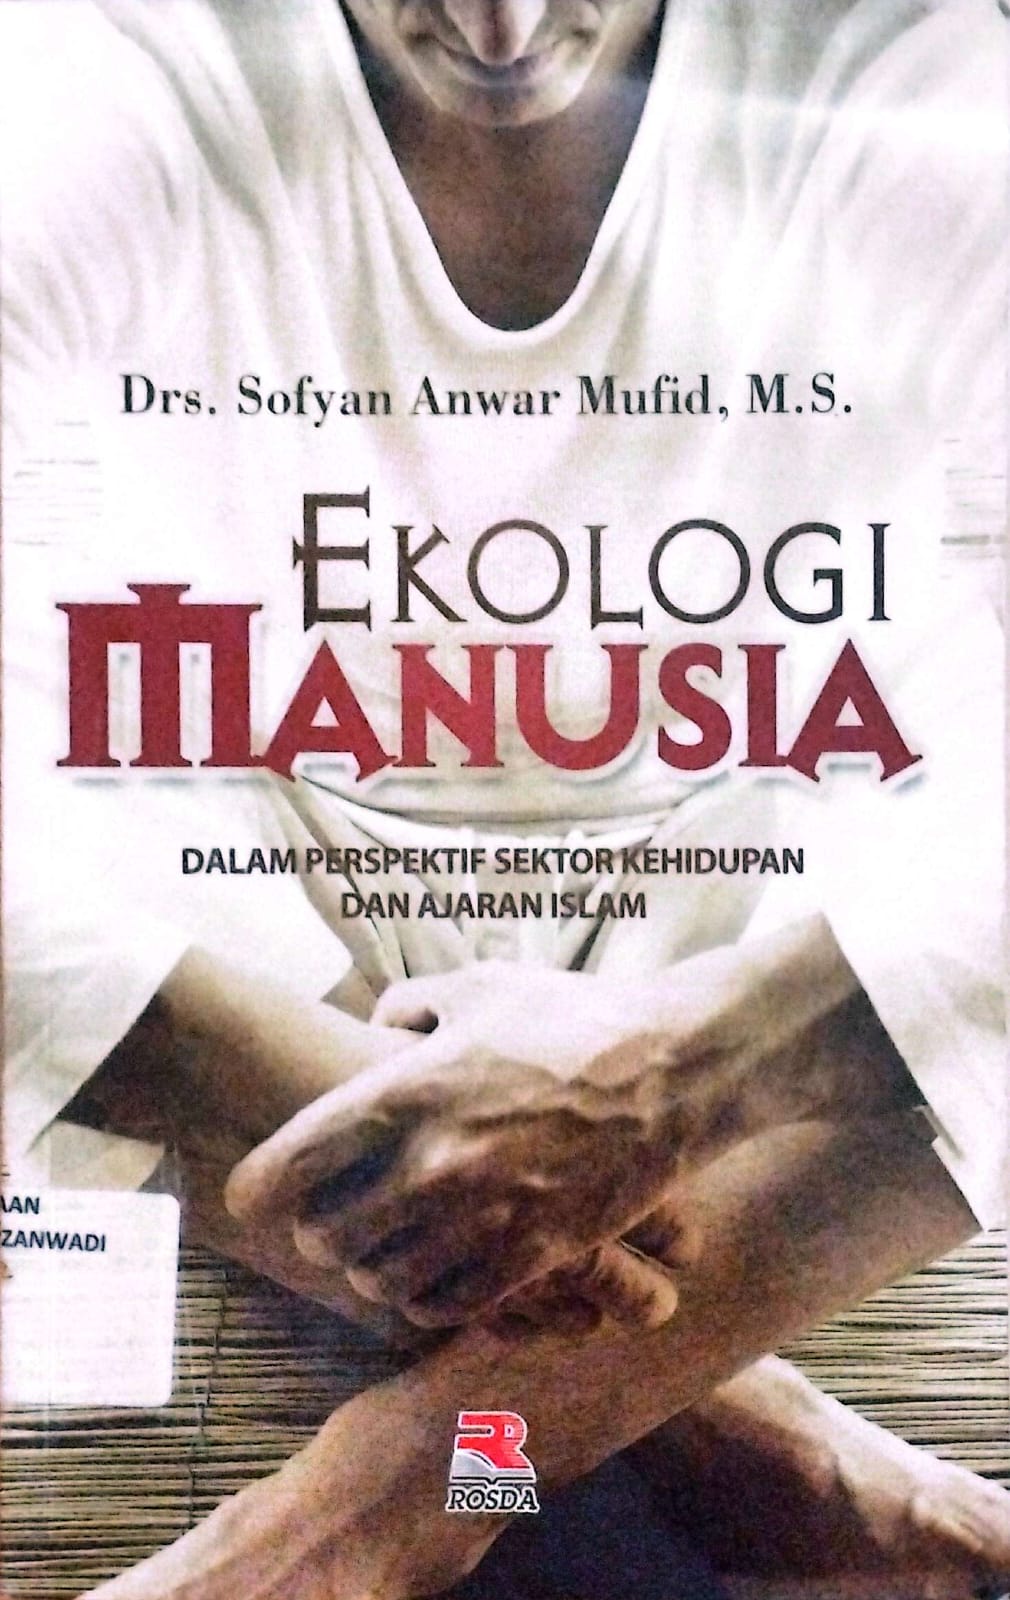 Drs. Sofyan Anwar Mufid, M.S.
EKOLOGI
MANUSIA
DALAM PERSPEKTIF SEKTOR KEHIDUPAN
DAN AJARAN ISLAM
AAN
ZANWADI
ROSDA